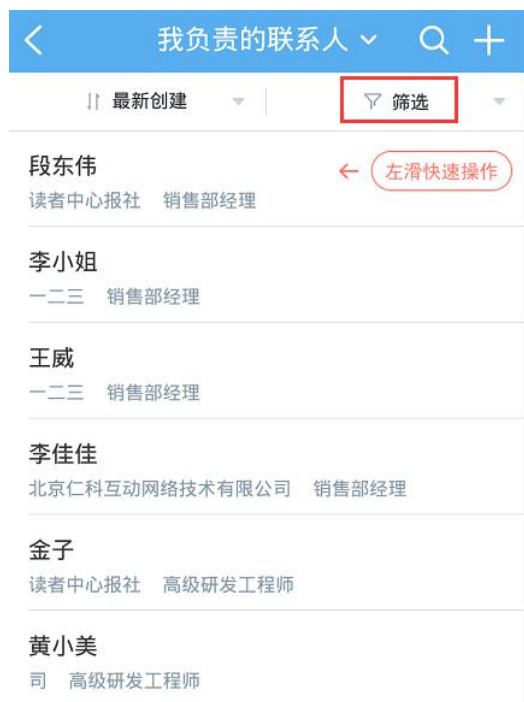 我负责的联系人
最新创建 筛选
段东伟
左滑快速操作
读者中心报社 销售部经理
李小姐
一二三 销售部经理
王威
一二三 销售部经理
李佳佳
北京仁科互动网络技术有限公司 销售部经理
金子
读者中心报社 高级研发工程师
黄小美
司 高级研发工程师